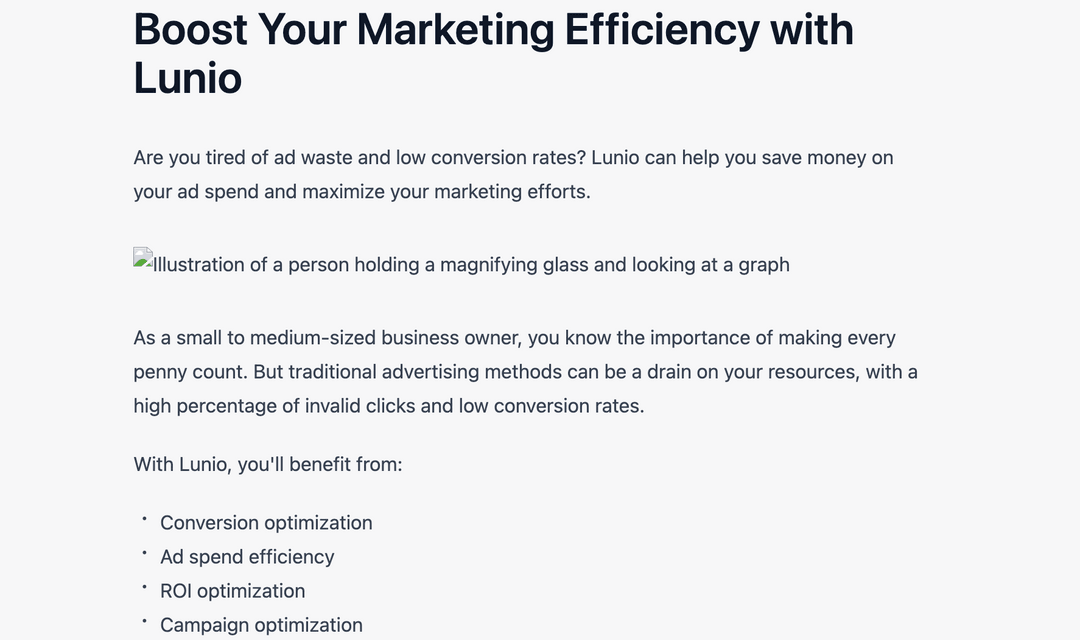 Boost Your Marketing Efficiency with
Lunio
Are you tired of ad waste and low conversion rates? Lunio can help you save money on
your ad spend and maximize your marketing efforts.
Illustration of a person holding a magnifying glass and looking at a graph
As a small to medium-sized business owner, you know the importance of making every
penny count. But traditional advertising methods can be a drain on your resources, with a
high percentage of invalid clicks and low conversion rates.
With Lunio, you'll benefit from:
• Conversion optimization
• Ad spend efficiency
• ROI optimization
• Campaign optimization